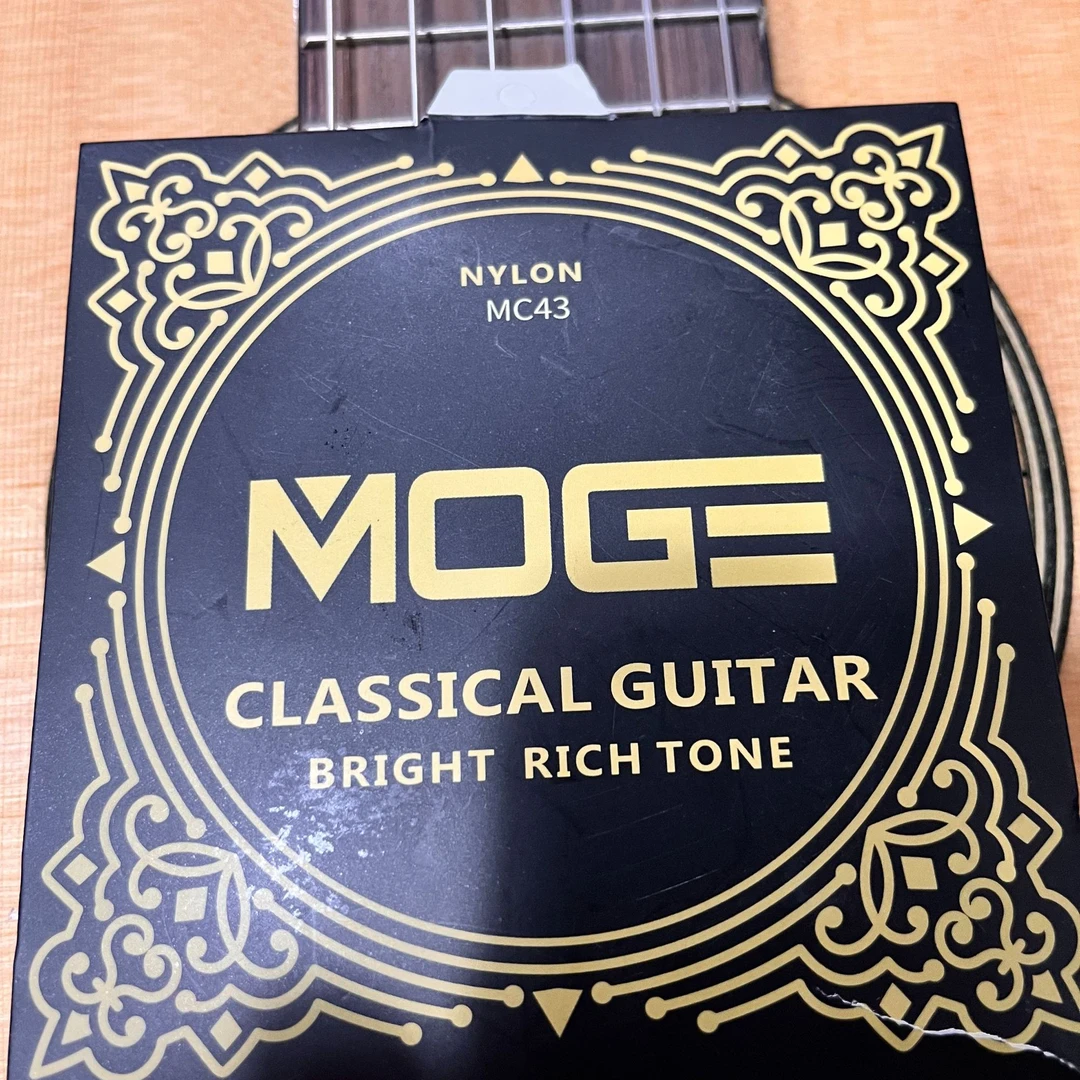 NYLON
MC43
MOGE
CLASSICAL GUITAR
BRIGHT RICH TONE